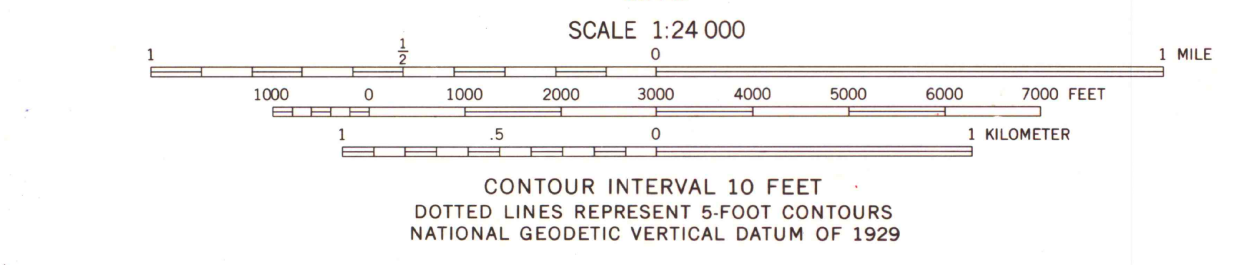 SCALE 1:24 000
1 1/2 0 1 MILE
1000 0 1000 2000 3000 4000 5000 6000 7000 FEET
1 .5 0 1 KILOMETER
CONTOUR INTERVAL 10 FEET
DOTTED LINES REPRESENT 5-FOOT CONTOURS
NATIONAL GEODETIC VERTICAL DATUM OF 1929